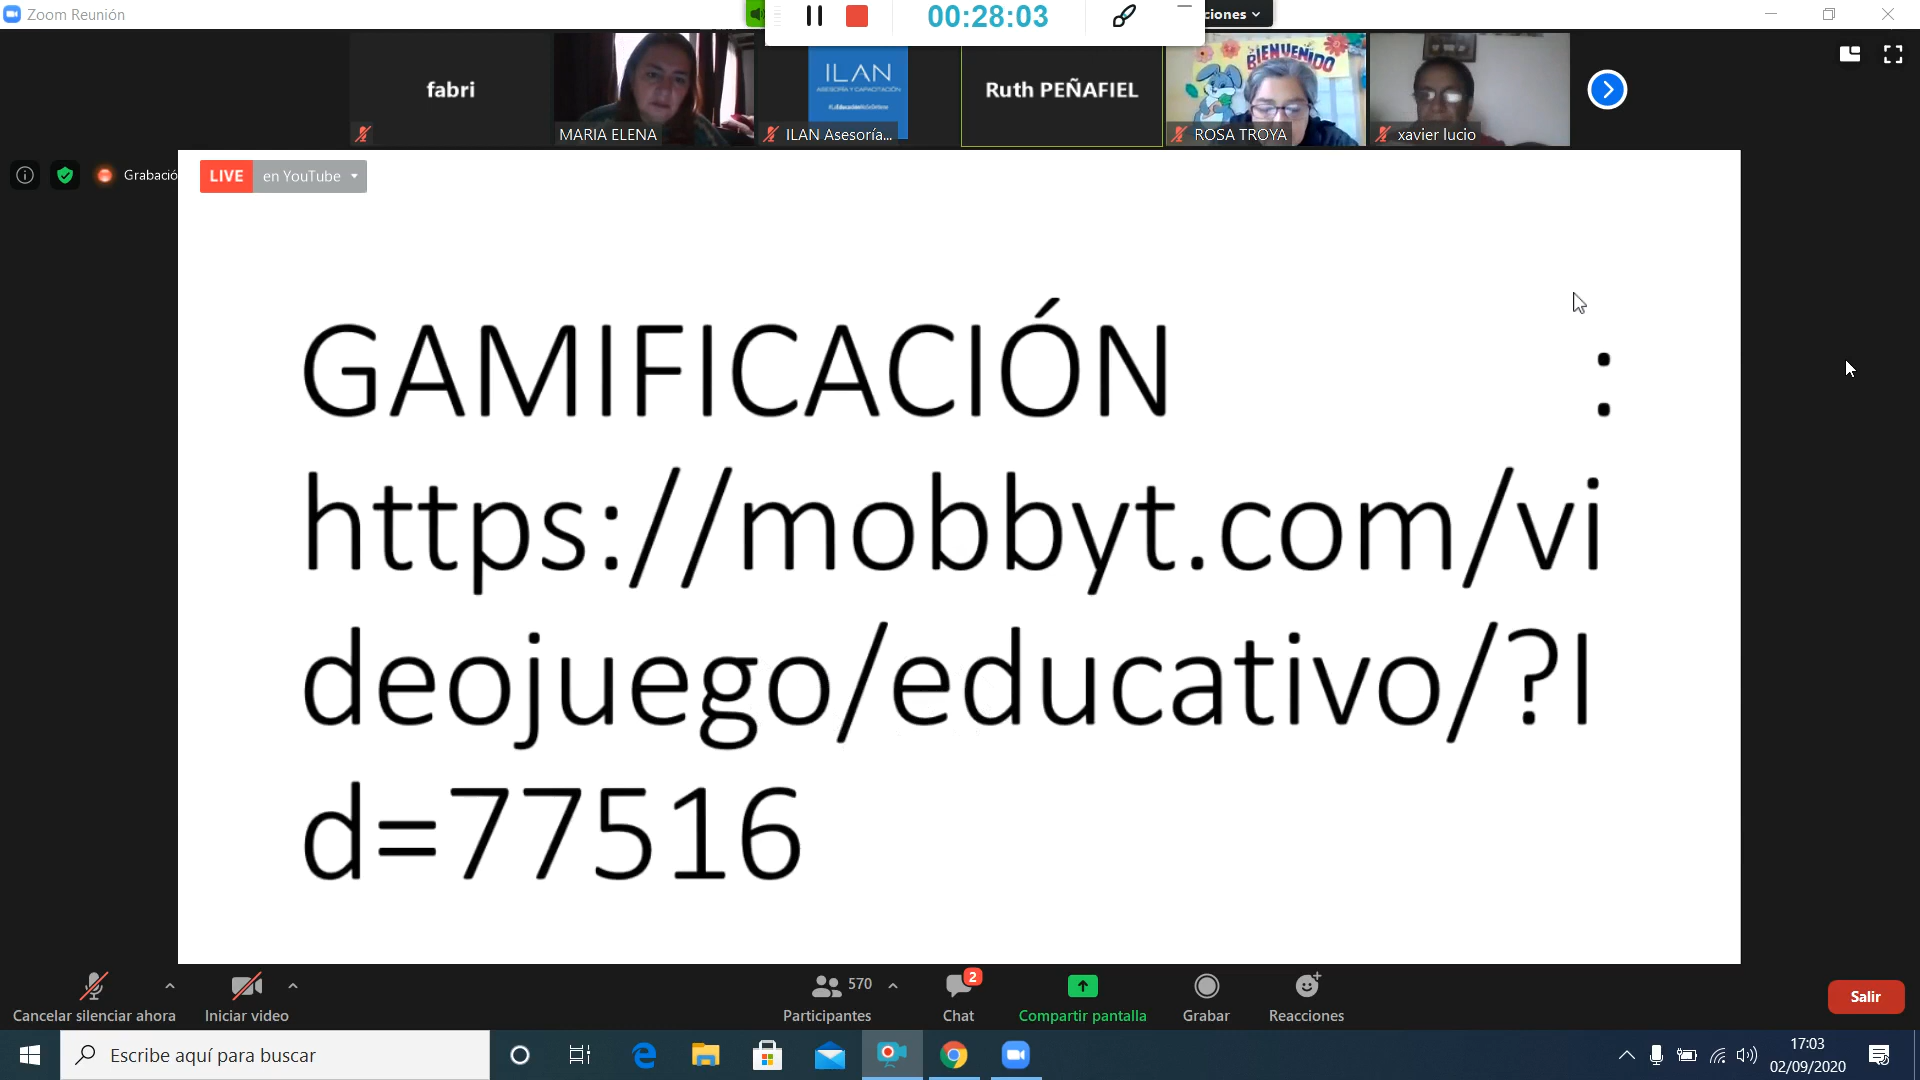 Zoom Reunión
00:28:03
ciones
fabri
MARIA ELENA
ILAN
ILAN Asesoría...
Ruth PEÑAFIEL
BIENVENIDO
ROSA TROYA
xavier lucio
Grabació
LIVE en YouTube
GAMIFICACIÓN :
https://mobbyt.com/vi
deojuego/educativo/?I
d=77516
Cancelar silenciar ahora
Iniciar video
570
Participantes
2
Chat
Compartir pantalla
Grabar
Reacciones
Salir
Escribe aquí para buscar
17:03
02/09/2020